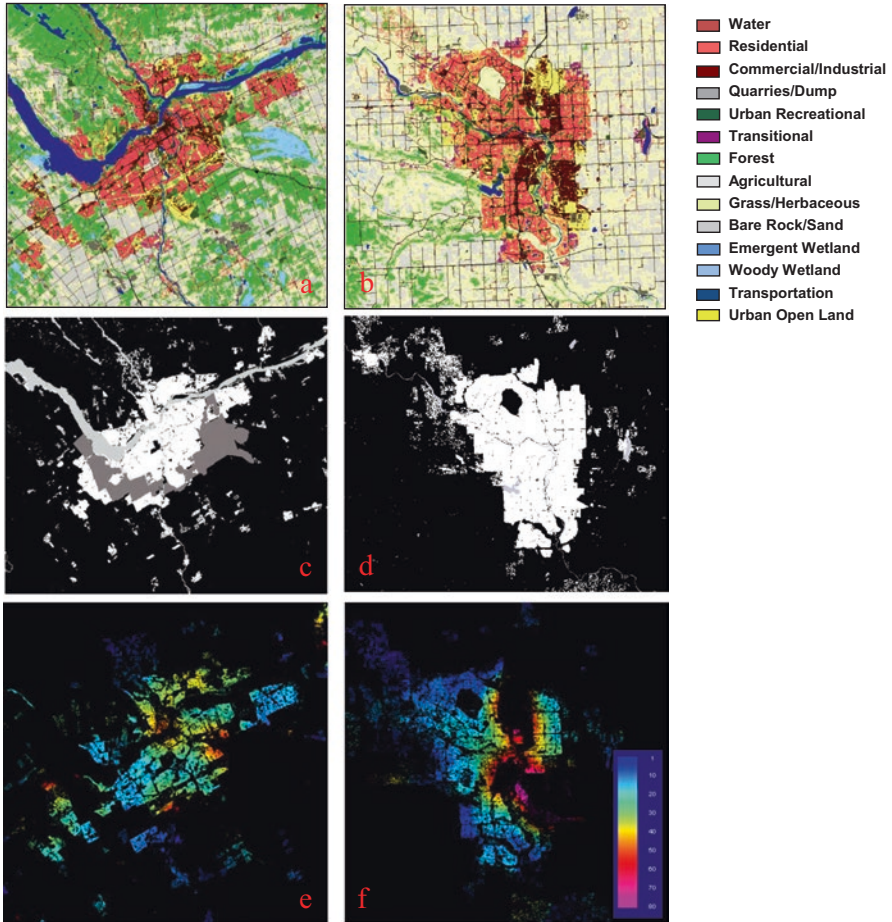 a
b
Water
Residential
Commercial/Industrial
Quarries/Dump
Urban Recreational
Transitional
Forest
Agricultural
Grass/Herbaceous
Bare Rock/Sand
Emergent Wetland
Woody Wetland
Transportation
Urban Open Land
c
d
e
f
1
10
20
30
40
50
60
70
80